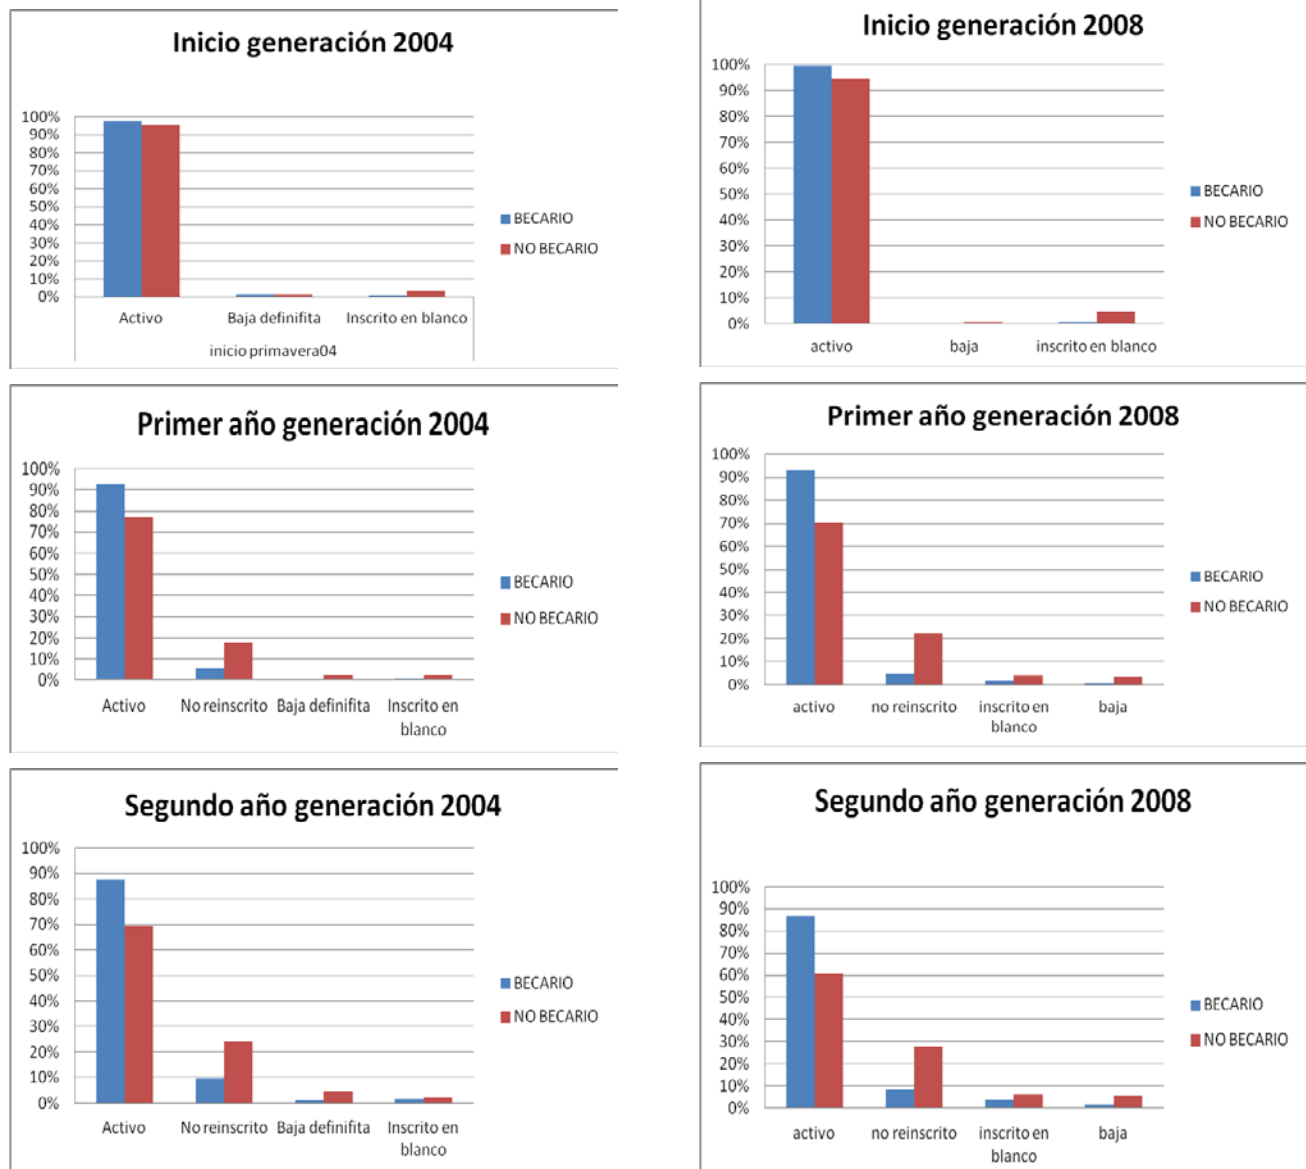 Inicio generación 2004
100%
90%
80%
70%
60%
50%
40%
30%
20%
10%
0%
Activo
Baja definifita
Inscrito en blanco
inicio primavera04
BECARIO
NO BECARIO
Inicio generación 2008
100%
90%
80%
70%
60%
50%
40%
30%
20%
10%
0%
activo
baja
inscrito en blanco
BECARIO
NO BECARIO
Primer año generación 2004
100%
90%
80%
70%
60%
50%
40%
30%
20%
10%
0%
Activo
No reinscrito
Baja definifita
Inscrito en
blanco
BECARIO
NO BECARIO
Primer año generación 2008
100%
90%
80%
70%
60%
50%
40%
30%
20%
10%
0%
activo
no reinscrito
inscrito en
blanco
baja
BECARIO
NO BECARIO
Segundo año generación 2004
100%
90%
80%
70%
60%
50%
40%
30%
20%
10%
0%
Activo
No reinscrito
Baja definifita
Inscrito en
blanco
BECARIO
NO BECARIO
Segundo año generación 2008
100%
90%
80%
70%
60%
50%
40%
30%
20%
10%
0%
activo
no reinscrito
inscrito en
blanco
baja
BECARIO
NO BECARIO